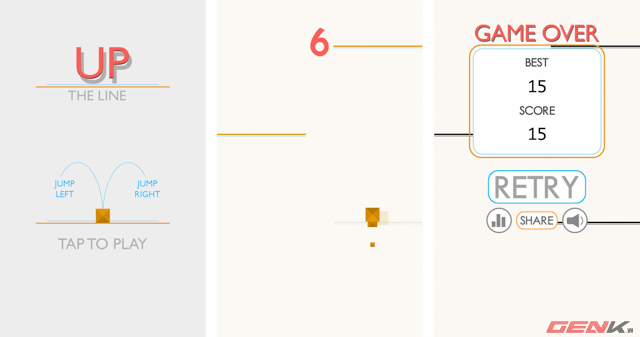 UP
THE LINE
JUMP LEFT
JUMP RIGHT
TAP TO PLAY
6
GAME OVER
BEST
15
SCORE
15
RETRY
SHARE
GENK.VN